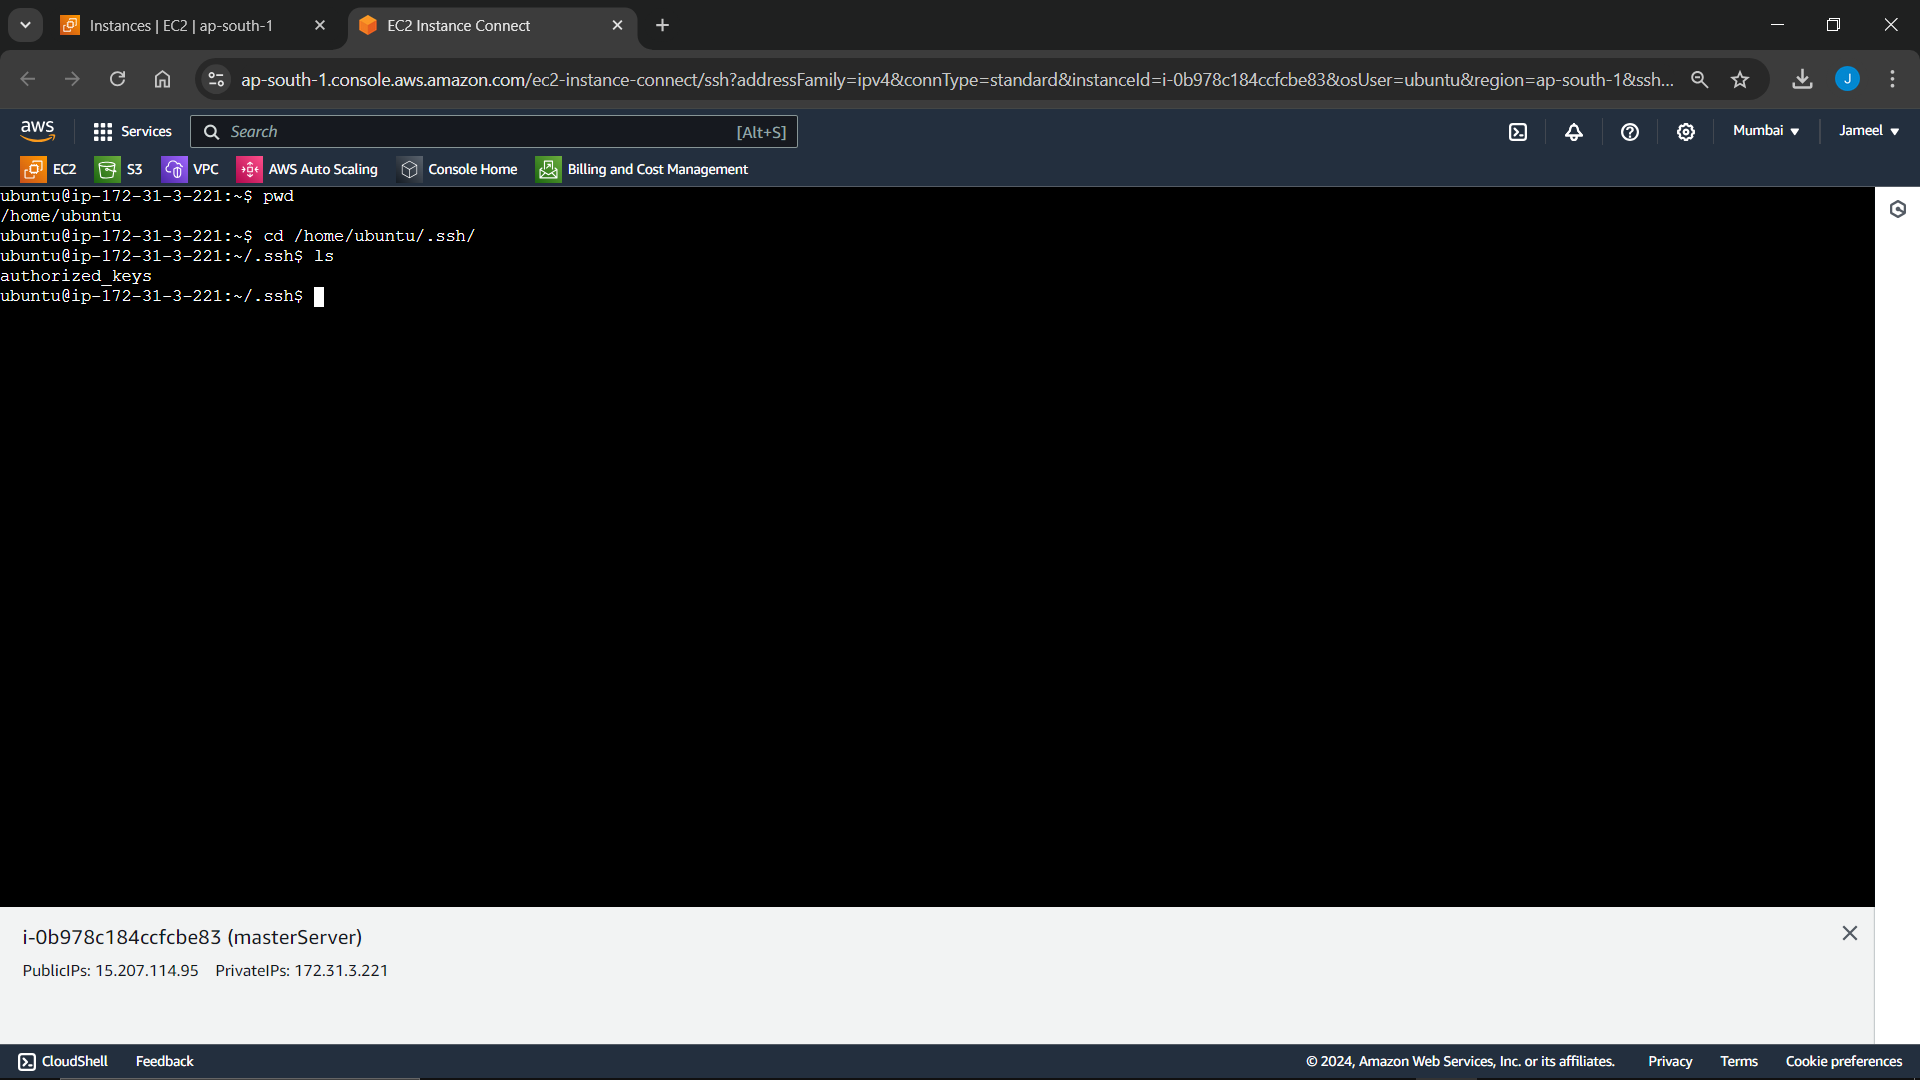 Instances | EC2 | ap-south-1
EC2 Instance Connect
ap-south-1.console.aws.amazon.com/ec2-instance-connect/ssh?addressFamily=ipv4&connType=standard&instanceId=i-0b978c184ccfcbe83&osUser=ubuntu&region=ap-south-1&ssh...
J
aws
Services
Search
[Alt+S]
Mumbai
Jameel
EC2
S3
VPC
AWS Auto Scaling
Console Home
Billing and Cost Management
ubuntu@ip-172-31-3-221:~$ pwd
/home/ubuntu
ubuntu@ip-172-31-3-221:~$ cd /home/ubuntu/.ssh/
ubuntu@ip-172-31-3-221:~/.ssh$ ls
authorized_keys
ubuntu@ip-172-31-3-221:~/.ssh$
i-0b978c184ccfcbe83 (masterServer)
PublicIPs: 15.207.114.95 PrivateIPs: 172.31.3.221
CloudShell
Feedback
© 2024, Amazon Web Services, Inc. or its affiliates.
Privacy
Terms
Cookie preferences